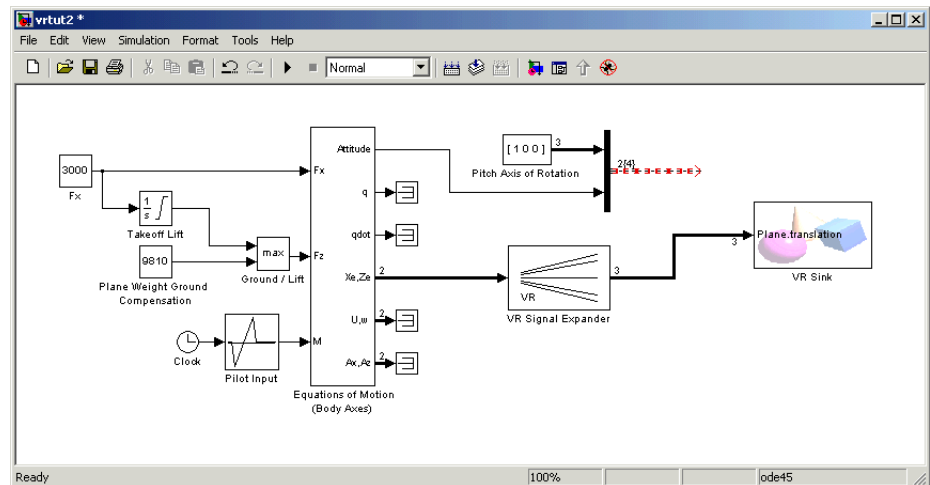 vrtut2 *
File Edit View Simulation Format Tools Help
Normal
3000
Fx
1
s
Takeoff Lift
9810
Plane Weight Ground
Compensation
max
Ground / Lift
Clock
Pilot Input
Fx
Fz
M
Attitude
q
qdot
Xe,Ze
U,w
Ax,Az
Equations of Motion
(Body Axes)
2
2
2
[1 0 0]
3
Pitch Axis of Rotation
2{4}
VR
VR Signal Expander
3
3
Plane.translation
VR Sink
Ready
100%
ode45